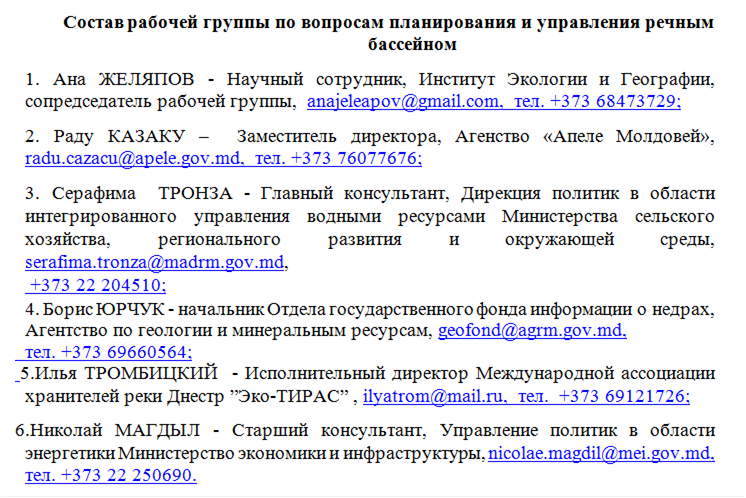 Состав рабочей группы по вопросам планирования и управления речным
бассейном
1. Ана ЖЕЛЯПОВ - Научный сотрудник, Институт Экологии и Географии,
сопредседатель рабочей группы, anajeleapov@gmail.com, тел. +373 68473729;
2. Раду КАЗАКУ – Заместитель директора, Агенство «Апеле Молдовей»,
radu.cazacu@apele.gov.md, тел. +373 76077676;
3. Серафима ТРОНЗА - Главный консультант, Дирекция политик в области
интегрированного управления водными ресурсами Министерства сельского
хозяйства, регионального развития и окружающей среды,
serafima.tronza@madrm.gov.md,
+373 22 204510;
4. Борис ЮРЧУК - начальник Отдела государственного фонда информации о недрах,
Агентство по геологии и минеральным ресурсам, geofond@agrm.gov.md,
тел. +373 69660564;
5.Илья ТРОМБИЦКИЙ - Исполнительный директор Международной ассоциации
хранителей реки Днестр ”Эко-ТИРАС” , ilyatrom@mail.ru, тел. +373 69121726;
6.Николай МАГДЫЛ - Старший консультант, Управление политик в области
энергетики Министерство экономики и инфраструктуры, nicolae.magdil@mei.gov.md,
тел. +373 22 250690.